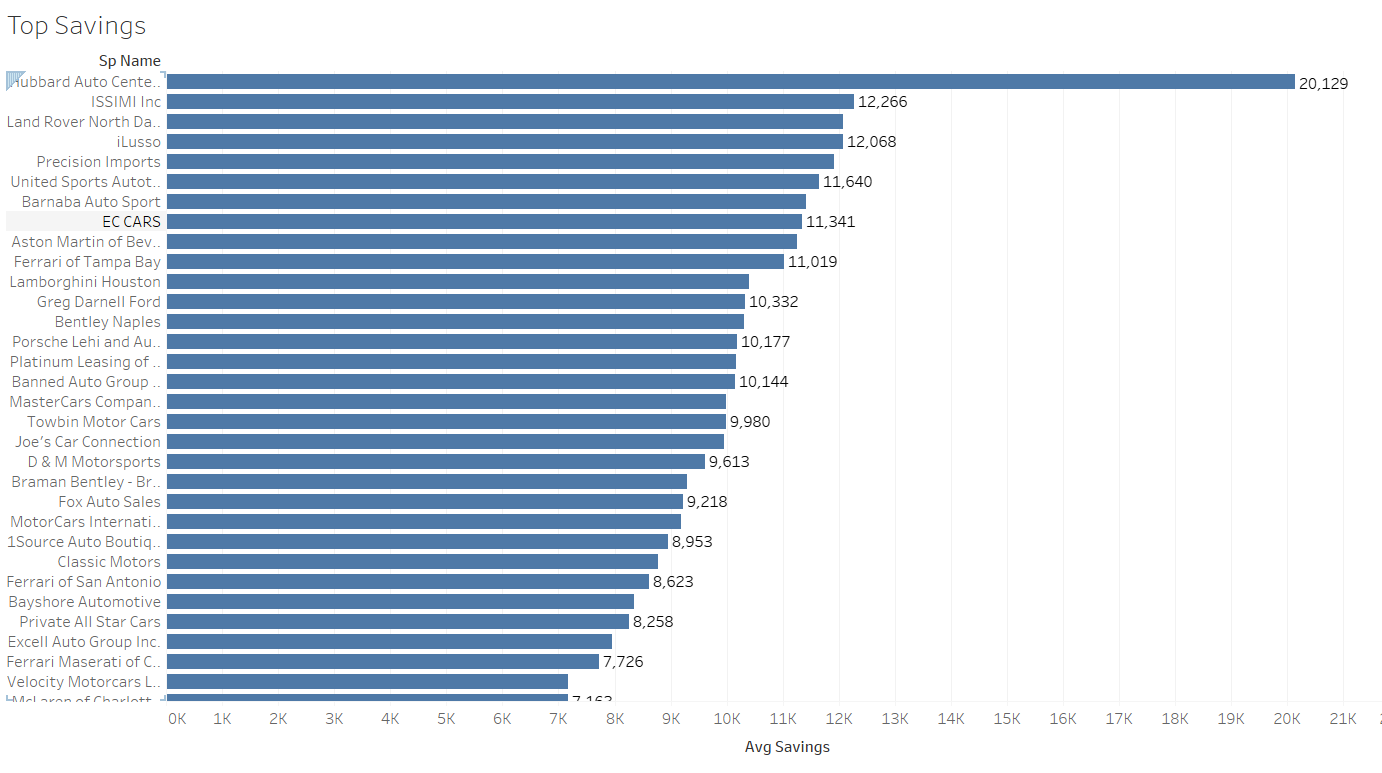 Top Savings
Sp Name
Hubbard Auto Cente.. 20,129
ISSIMI Inc 12,266
Land Rover North Da..
iLusso 12,068
Precision Imports
United Sports Autot.. 11,640
Barnaba Auto Sport
EC CARS 11,341
Aston Martin of Bev..
Ferrari of Tampa Bay 11,019
Lamborghini Houston
Greg Darnell Ford 10,332
Bentley Naples
Porsche Lehi and Au.. 10,177
Platinum Leasing of ..
Banned Auto Group .. 10,144
MasterCars Compan..
Towbin Motor Cars 9,980
Joe's Car Connection
D & M Motorsports 9,613
Braman Bentley - Br..
Fox Auto Sales 9,218
MotorCars Internati..
1Source Auto Boutiq.. 8,953
Classic Motors
Ferrari of San Antonio 8,623
Bayshore Automotive
Private All Star Cars 8,258
Excell Auto Group Inc.
Ferrari Maserati of C.. 7,726
Velocity Motorcars L..
McLaren of Charlott.. 7,163
0K 1K 2K 3K 4K 5K 6K 7K 8K 9K 10K 11K 12K 13K 14K 15K 16K 17K 18K 19K 20K 21K
Avg Savings